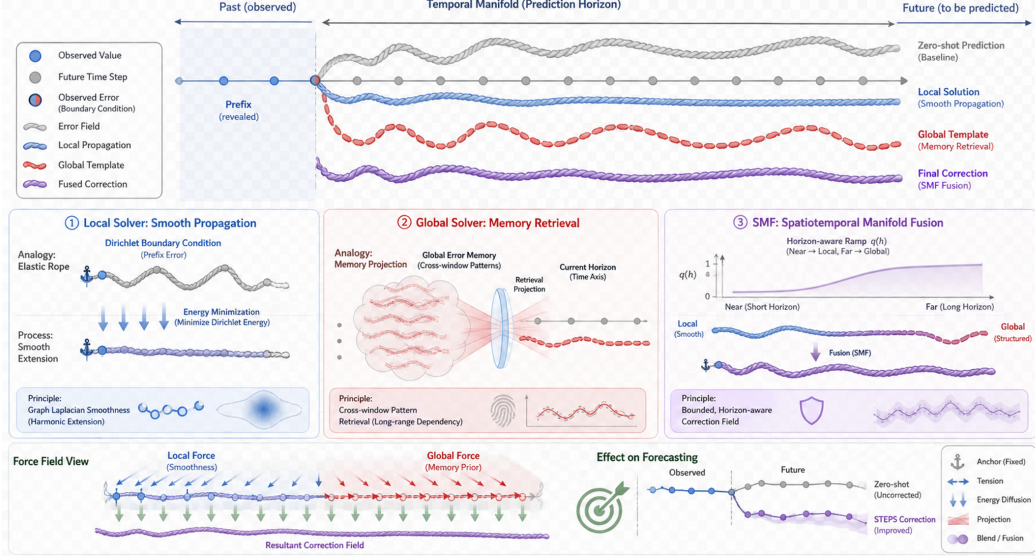 Past (observed)
Temporal Manifold (Prediction Horizon)
Future (to be predicted)
Observed Value
Future Time Step
Observed Error
(Boundary Condition)
Error Field
Local Propagation
Global Template
Fused Correction
Prefix
(revealed)
Zero-shot Prediction
(Baseline)
Local Solution
(Smooth Propagation)
Global Template
(Memory Retrieval)
Final Correction
(SMF Fusion)
1 Local Solver: Smooth Propagation
Dirichlet Boundary Condition
(Prefix Error)
Analogy:
Elastic Rope
Energy Minimization
(Minimize Dirichlet Energy)
Process:
Smooth
Extension
Principle:
Graph Laplacian Smoothness
(Harmonic Extension)
2 Global Solver: Memory Retrieval
Analogy:
Memory Projection
Global Error Memory
(Cross-window Patterns)
Retrieval
Projection
Current Horizon
(Time Axis)
Principle:
Cross-window Pattern
Retrieval (Long-range Dependency)
3 SMF: Spatiotemporal Manifold Fusion
Horizon-aware Ramp q(h)
(Near → Local, Far → Global)
q(h)
1
0
Near (Short Horizon)
Far (Long Horizon)
Local
(Smooth)
Global
(Structured)
Fusion (SMF)
Principle:
Bounded, Horizon-aware
Correction Field
Force Field View
Local Force
(Smoothness)
Global Force
(Memory Prior)
Resultant Correction Field
Effect on Forecasting
Observed
Future
Zero-shot
(Uncorrected)
STEPS Correction
(Improved)
Anchor (Fixed)
Tension
Energy Diffusion
Projection
Blend / Fusion